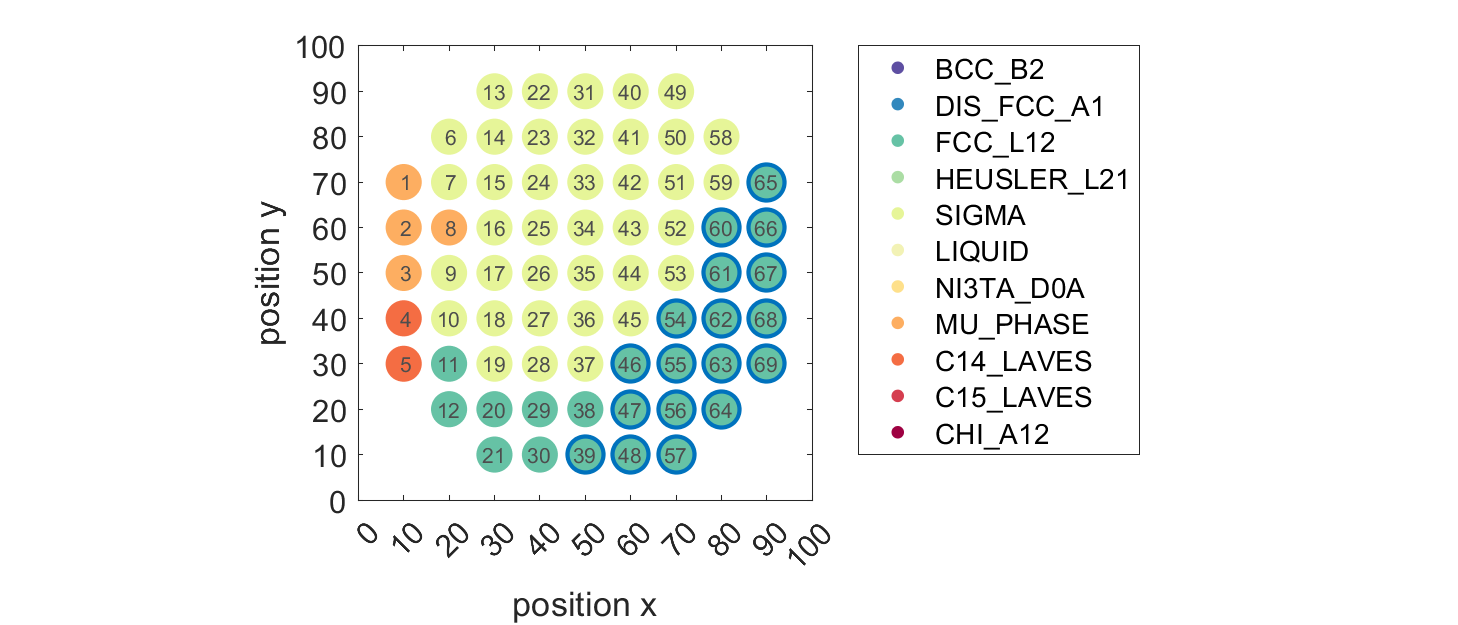 100
90 13 22 31 40 49
80 6 14 23 32 41 50 58
70 1 7 15 24 33 42 51 59 65
60 2 8 16 25 34 43 52 60 66
50 3 9 17 26 35 44 53 61 67
40 4 10 18 27 36 45 54 62 68
30 5 11 19 28 37 46 55 63 69
20 12 20 29 38 47 56 64
10 21 30 39 48 57
0
0 10 20 30 40 50 60 70 80 90 100
position x
position y
BCC_B2
DIS_FCC_A1
FCC_L12
HEUSLER_L21
SIGMA
LIQUID
NI3TA_D0A
MU_PHASE
C14_LAVES
C15_LAVES
CHI_A12